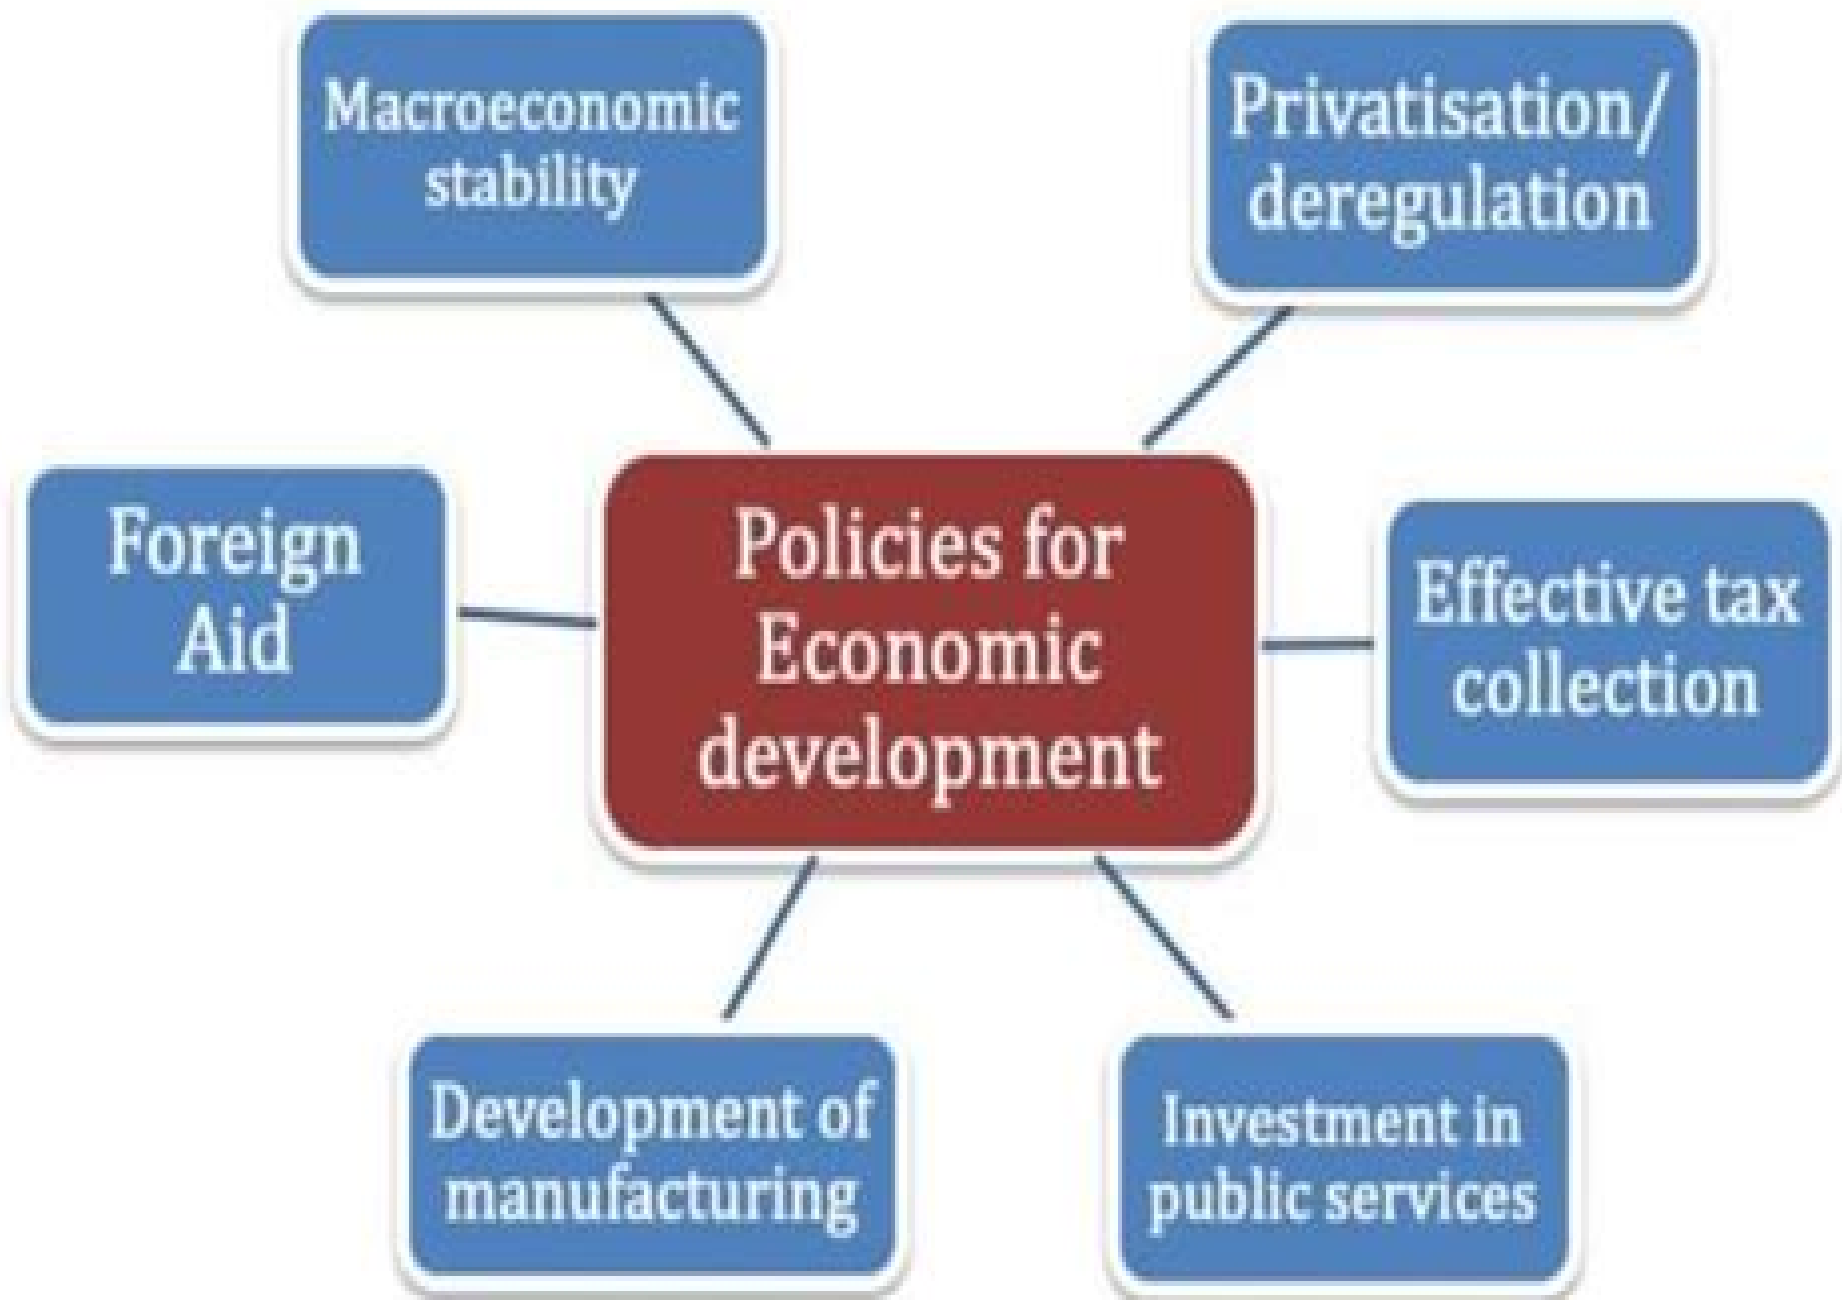 Macroeconomic
stability
Privatisation/
deregulation
Foreign
Aid
Policies for
Economic
development
Effective tax
collection
Development of
manufacturing
Investment in
public services